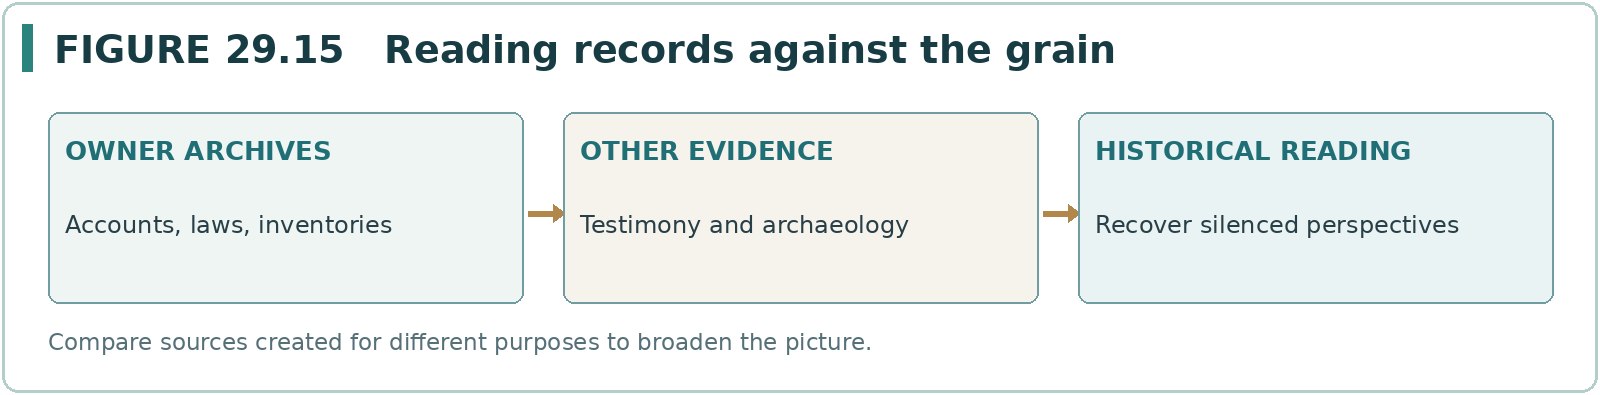 FIGURE 29.15 Reading records against the grain
OWNER ARCHIVES
Accounts, laws, inventories
OTHER EVIDENCE
Testimony and archaeology
HISTORICAL READING
Recover silenced perspectives
Compare sources created for different purposes to broaden the picture.